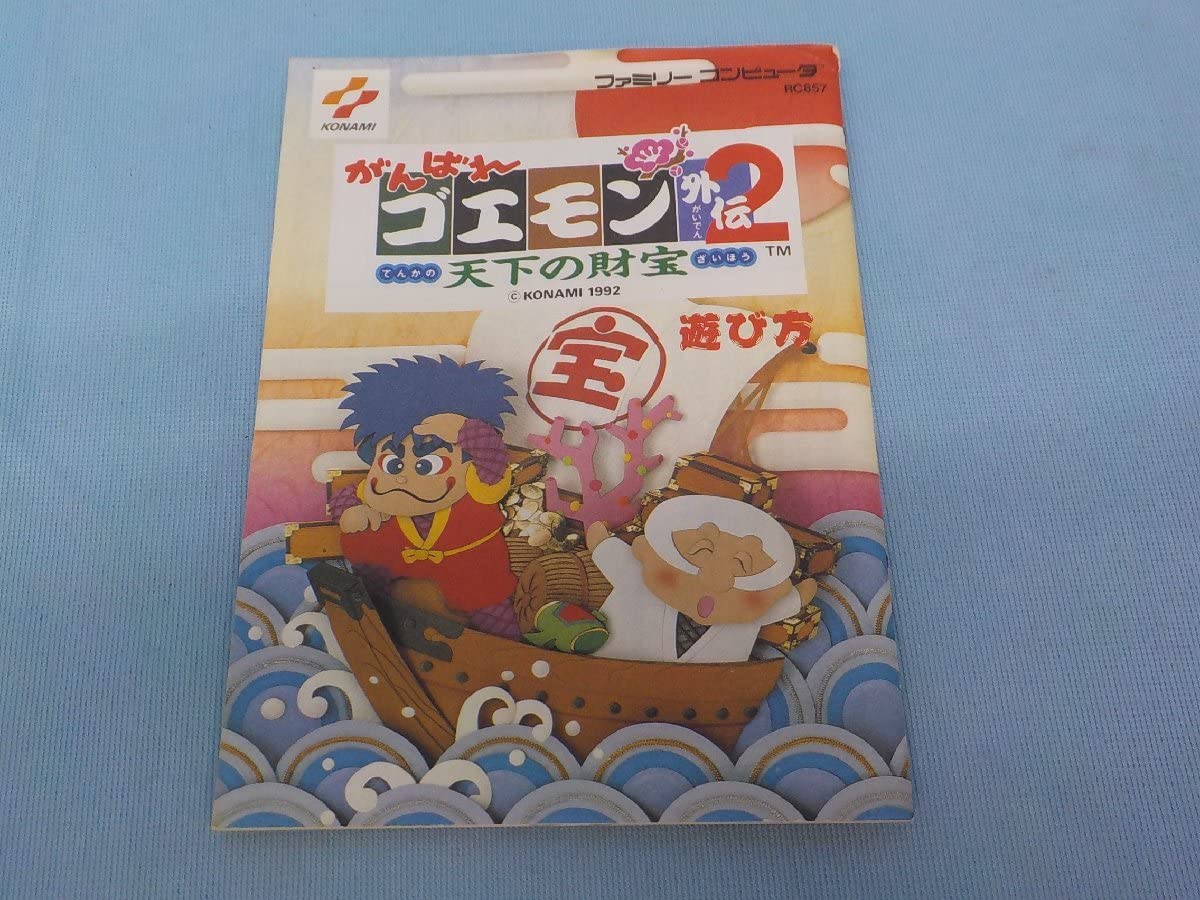 KONAMI
ファミリー コンピュータ™
RC857
がんばれ
ゴエモン外伝2
がいでん
TM
てんかの
天下の財宝
ざいほう
© KONAMI 1992
宝
遊び方